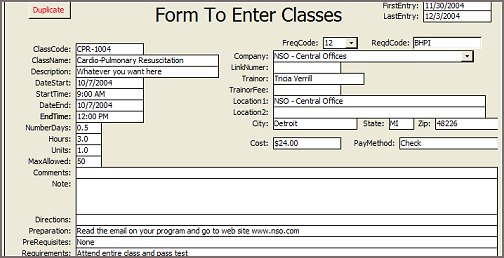 Duplicate
Form To Enter Classes
FirstEntry: 11/30/2004
LastEntry: 12/3/2004
FreqCode: 12 ReqdCode: BHPI
ClassCode: CPR-1004
Company: NSO - Central Offices
ClassName: Cardio-Pulmonary Resuscitation
LinkNumer:
Description: Whatever you want here
Trainor: Tricia Verrill
DateStart: 10/7/2004
TrainorFee:
StartTime: 9:00 AM
Location1: NSO - Central Office
DateEnd: 10/7/2004
Location2:
EndTime: 12:00 PM
City: Detroit State: MI Zip: 48226
NumberDays: 0.5
Hours: 3.0
Cost: $24.00 PayMethod: Check
Units: 1.0
MaxAllowed: 50
Comments:
Note:
Directions:
Preparation: Read the email on your program and go to web site www.nso.com
PreRequisites: None
Requirements: Attend entire class and pass test